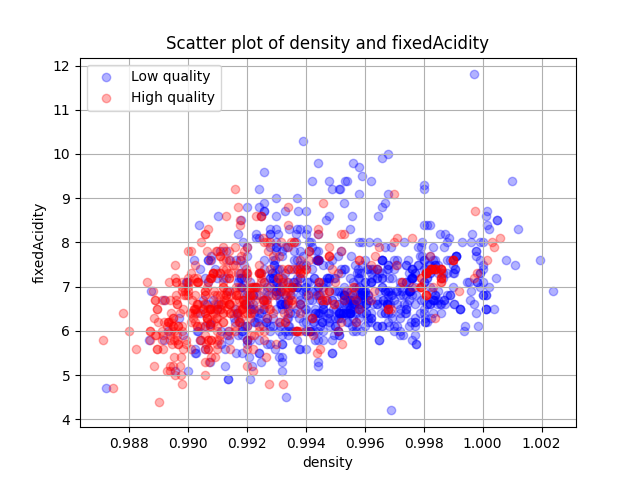 Scatter plot of density and fixedAcidity
Low quality
High quality
12
11
10
9
8
7
6
5
4
fixedAcidity
0.988 0.990 0.992 0.994 0.996 0.998 1.000 1.002
density